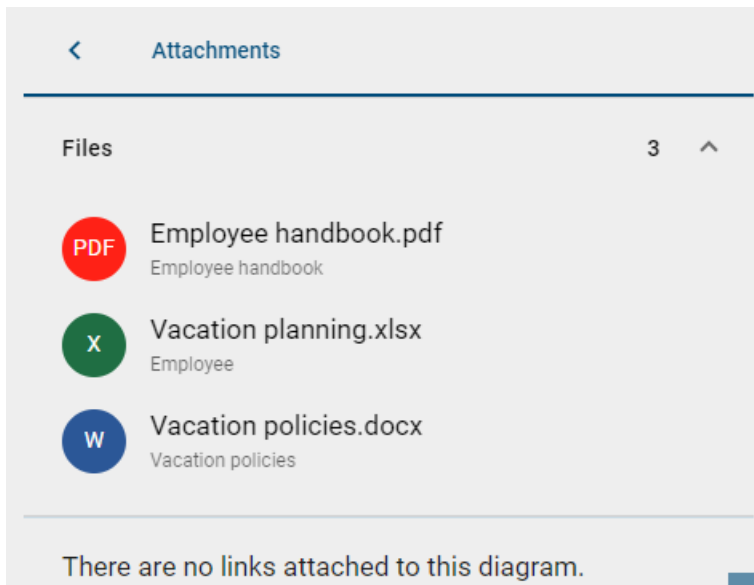 Attachments
Files 3
PDF Employee handbook.pdf
Employee handbook
X Vacation planning.xlsx
Employee
W Vacation policies.docx
Vacation policies
There are no links attached to this diagram.